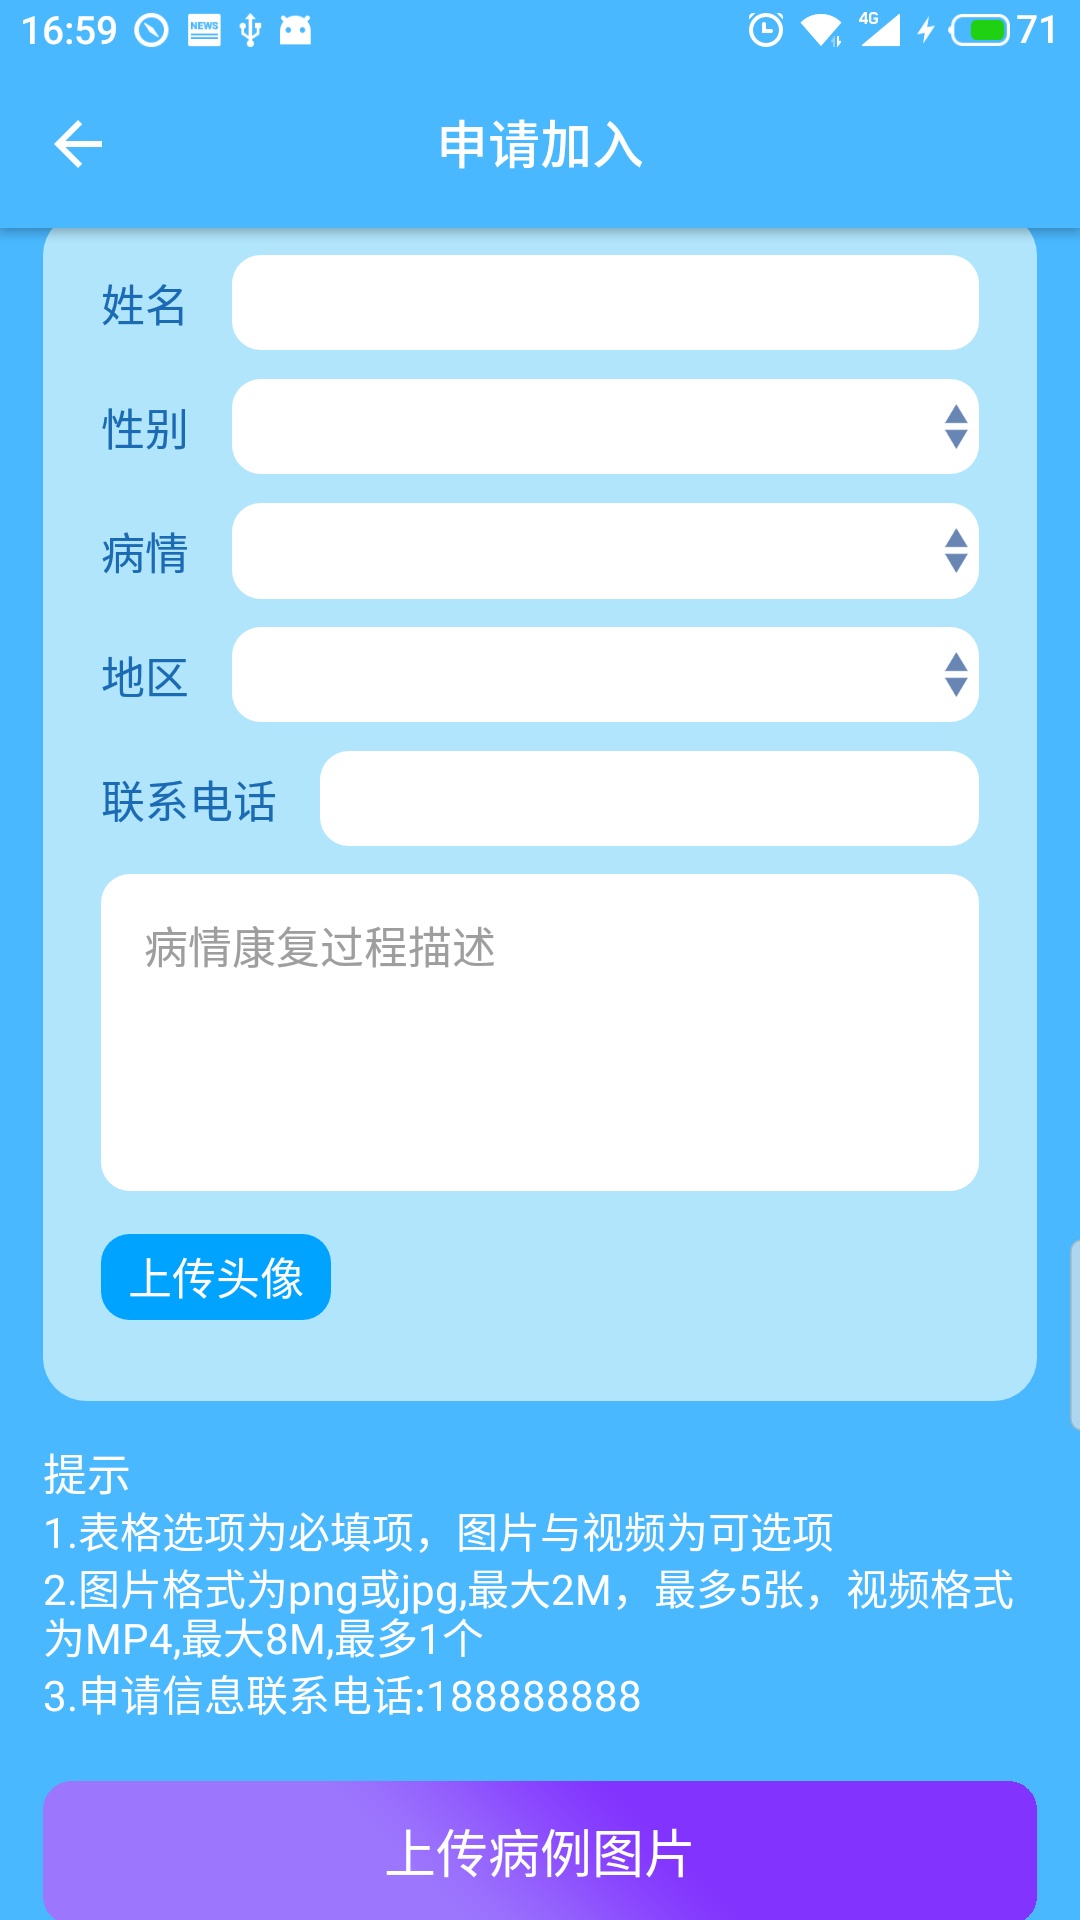 16:59
NEWS
4G
71
申请加入
姓名
性别
病情
地区
联系电话
病情康复过程描述
上传头像
提示
1.表格选项为必填项，图片与视频为可选项
2.图片格式为png或jpg,最大2M，最多5张，视频格式
为MP4,最大8M,最多1个
3.申请信息联系电话:188888888
上传病例图片